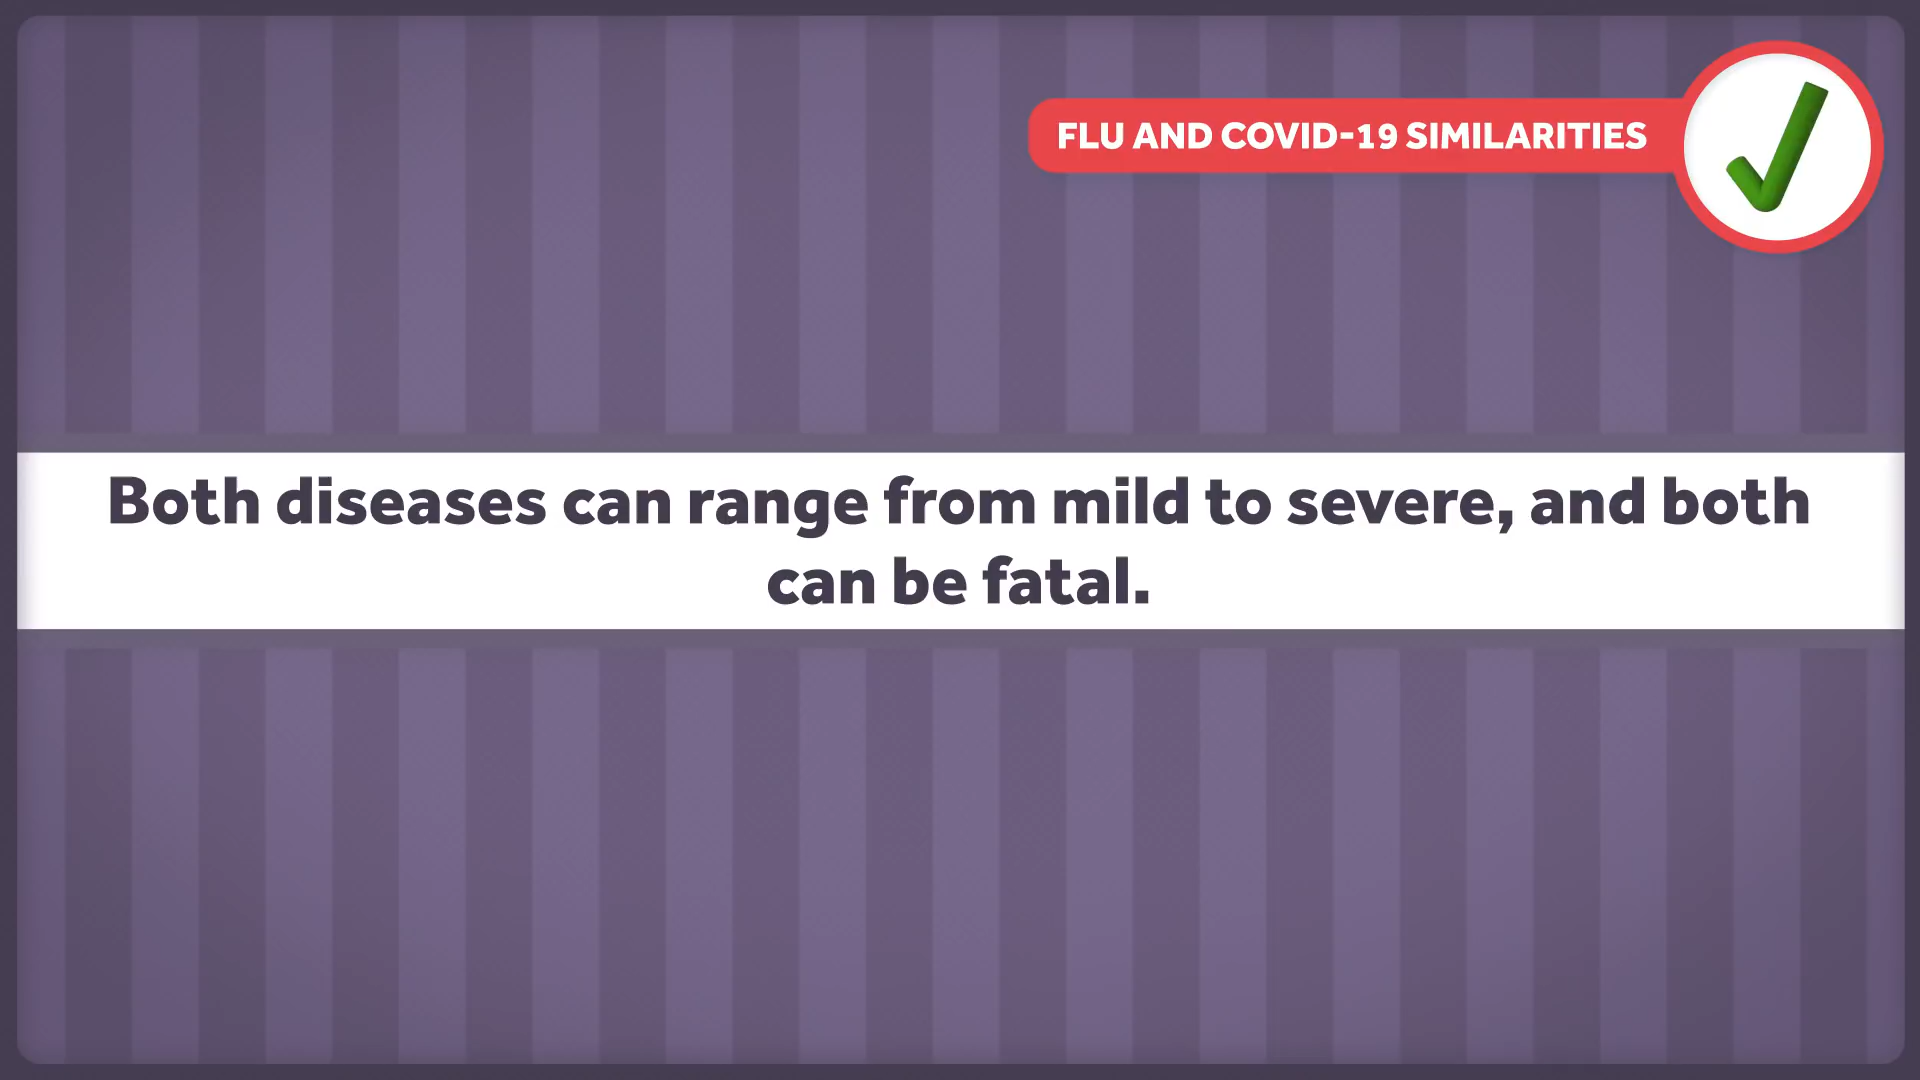 FLU AND COVID-19 SIMILARITIES
Both diseases can range from mild to severe, and both
can be fatal.